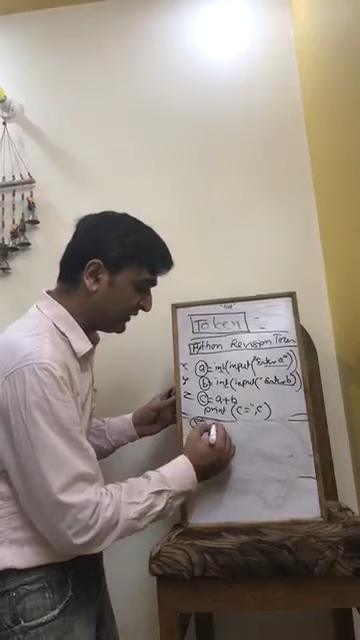 Token :-
Python Revision Tour
x (a) = int(input("Enter a"))
y (b) = int(input("Enter b))
z (c) = a+b
print (c=",c")